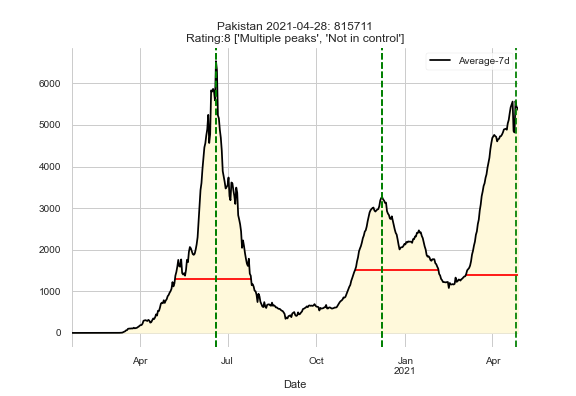 Pakistan 2021-04-28: 815711
Rating:8 ['Multiple peaks', 'Not in control']
Average-7d
6000
5000
4000
3000
2000
1000
0
Apr
Jul
Oct
Jan
2021
Apr
Date